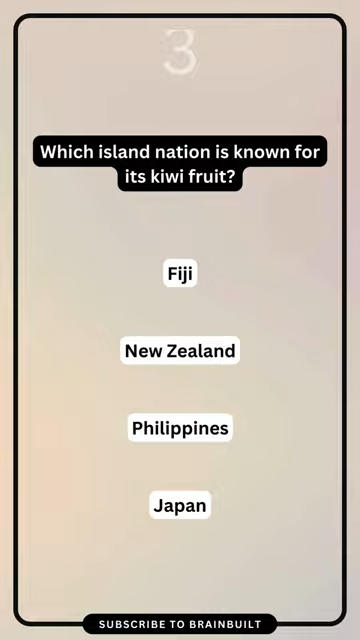 3
Which island nation is known for
its kiwi fruit?
Fiji
New Zealand
Philippines
Japan
SUBSCRIBE TO BRAINBUILT